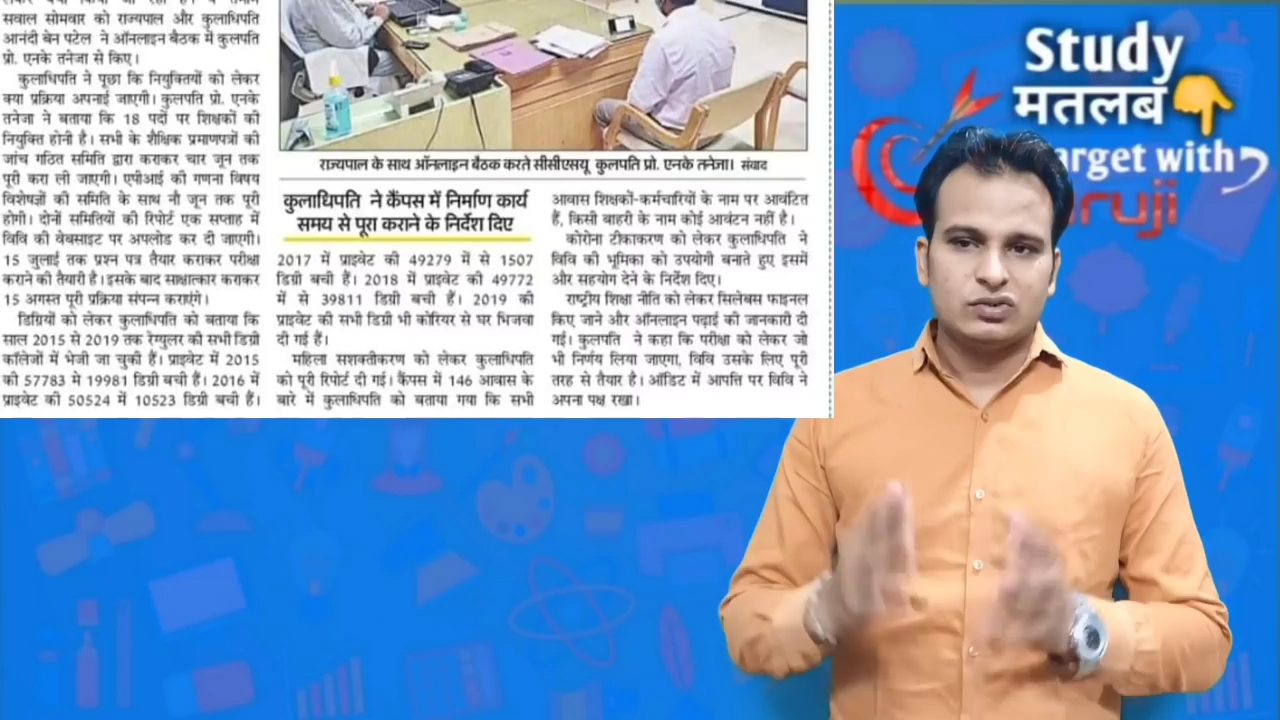 सवाल सोमवार को राज्यपाल और कुलाधिपति
आनंदी बेन पटेल ने ऑनलाइन बैठक में कुलपति
प्रो. एनके तनेजा से किए।
कुलाधिपति ने पूछा कि नियुक्तियों को लेकर
क्या प्रक्रिया अपनाई जाएगी। कुलपति प्रो. एनके
तनेजा ने बताया कि 18 पदों पर शिक्षकों की
नियुक्ति होनी है। सभी के शैक्षिक प्रमाणपत्रों की
जांच गठित समिति द्वारा कराकर चार जून तक
पूरी करा ली जाएगी। एपीआई की गणना विषय
विशेषज्ञों की समिति के साथ नौ जून तक पूरी
होगी। दोनों समितियों की रिपोर्ट एक सप्ताह में
विवि की वेबसाइट पर अपलोड कर दी जाएगी।
15 जुलाई तक प्रश्न पत्र तैयार कराकर परीक्षा
कराने की तैयारी है। इसके बाद साक्षात्कार कराकर
15 अगस्त पूरी प्रक्रिया संपन्न कराएंगे।
डिग्रियों को लेकर कुलाधिपति को बताया कि
साल 2015 से 2019 तक रेग्युलर की सभी डिग्री
कॉलेजों में भेजी जा चुकी हैं। प्राइवेट में 2015
की 57783 मे 19981 डिग्री बची हैं। 2016 में
प्राइवेट की 50524 में 10523 डिग्री बची हैं।
राज्यपाल के साथ ऑनलाइन बैठक करते सीसीएसयू कुलपति प्रो. एनके तनेजा। संवाद
कुलाधिपति ने कैंपस में निर्माण कार्य
समय से पूरा कराने के निर्देश दिए
2017 में प्राइवेट की 49279 में से 1507
डिग्री बची हैं। 2018 में प्राइवेट की 49772
में से 39811 डिग्री बची हैं। 2019 की
प्राइवेट की सभी डिग्री भी कोरियर से घर भिजवा
दी गई हैं।
महिला सशक्तीकरण को लेकर कुलाधिपति
को पूरी रिपोर्ट दी गई। कैंपस में 146 आवास के
बारे में कुलाधिपति को बताया गया कि सभी
आवास शिक्षकों-कर्मचारियों के नाम पर आवंटित
हैं, किसी बाहरी के नाम कोई आवंटन नहीं है।
कोरोना टीकाकरण को लेकर कुलाधिपति ने
विवि की भूमिका को उपयोगी बनाते हुए इसमें
और सहयोग देने के निर्देश दिए।
राष्ट्रीय शिक्षा नीति को लेकर सिलेबस फाइनल
किए जाने और ऑनलाइन पढ़ाई की जानकारी दी
गई। कुलपति ने कहा कि परीक्षा को लेकर जो
भी निर्णय लिया जाएगा, विवि उसके लिए पूरी
तरह से तैयार है। ऑडिट में आपत्ति पर विवि ने
अपना पक्ष रखा।
Study
मतलब
arget with
ruji